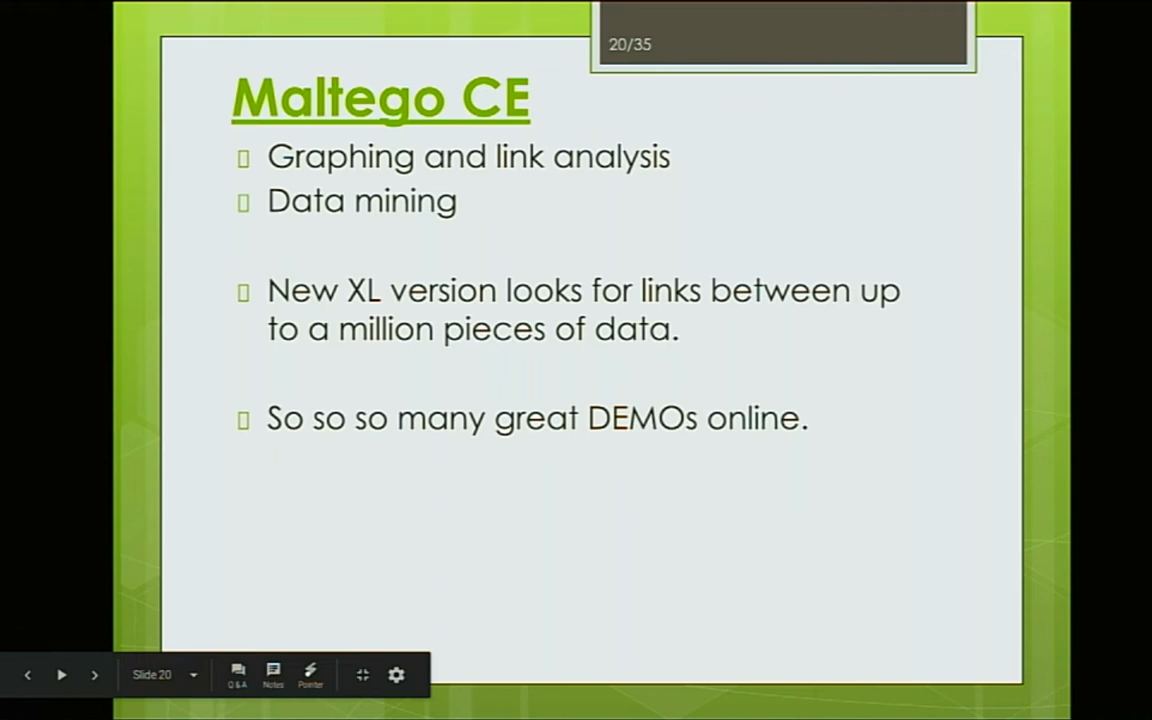 20/35
Maltego CE
Graphing and link analysis
Data mining
New XL version looks for links between up
to a million pieces of data.
So so so many great DEMOs online.
Slide 20
Q & A
Notes
Pointer